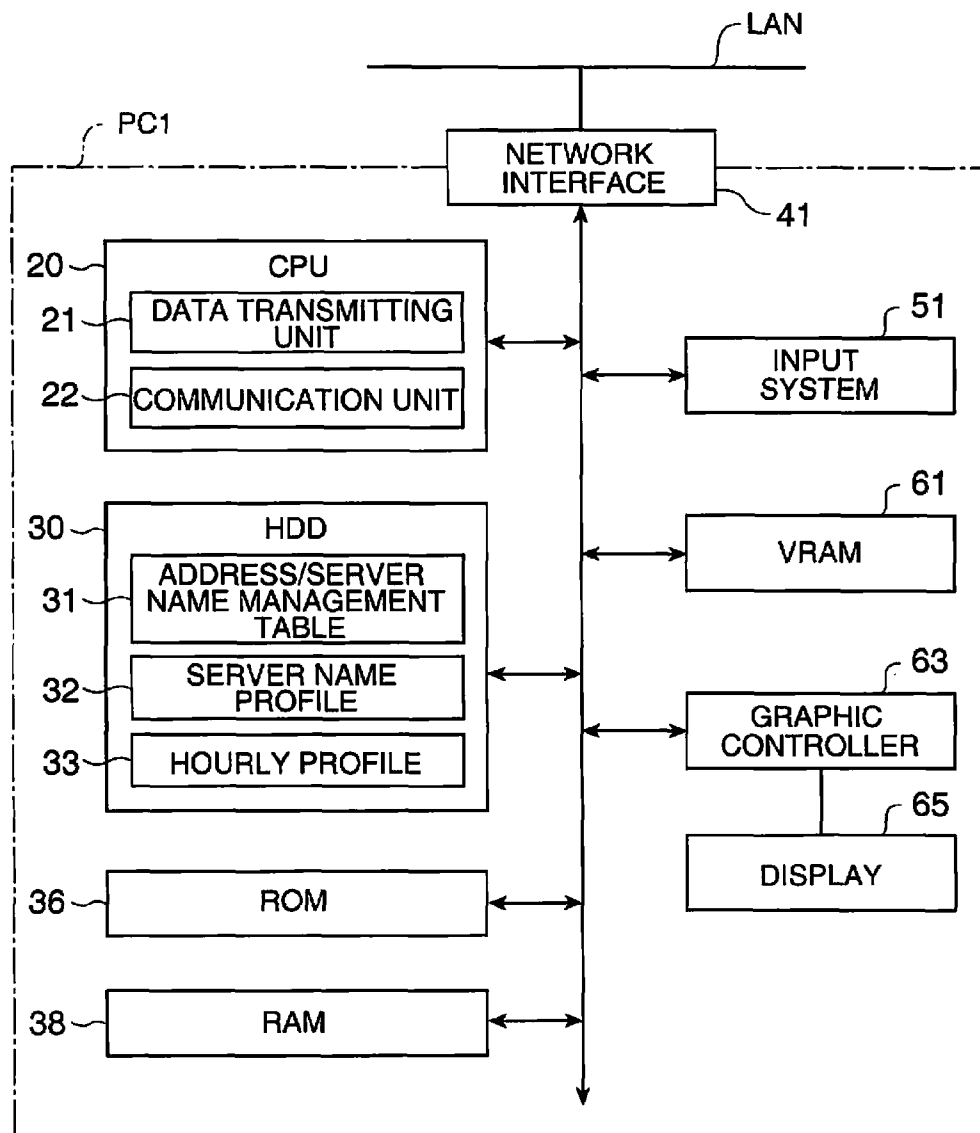 LAN
PC1
NETWORK
INTERFACE
41
20
CPU
21
DATA TRANSMITTING
UNIT
22
COMMUNICATION UNIT
51
INPUT
SYSTEM
30
HDD
31
ADDRESS/SERVER
NAME MANAGEMENT
TABLE
32
SERVER NAME
PROFILE
33
HOURLY PROFILE
61
VRAM
63
GRAPHIC
CONTROLLER
65
DISPLAY
36
ROM
38
RAM